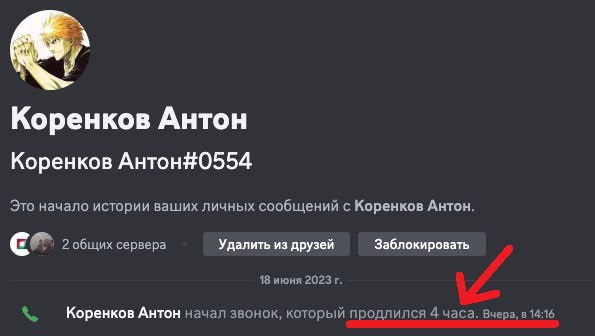 Коренков Антон
Коренков Антон#0554
Это начало истории ваших личных сообщений с Коренков Антон.
2 общих сервера • Удалить из друзей Заблокировать
18 июня 2023 г.
Коренков Антон начал звонок, который продлился 4 часа. Вчера, в 14:16